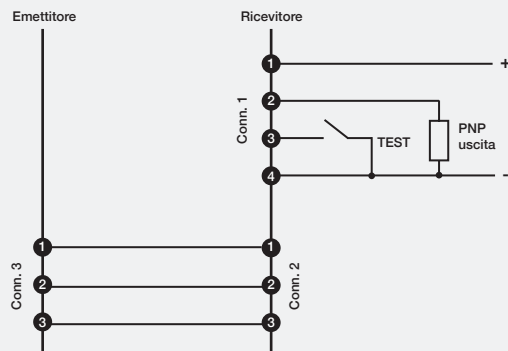 Emettitore
Ricevitore
1
+
2
Conn. 1
3
TEST
PNP
uscita
4
-
1
1
Conn. 3
2
2
Conn. 2
3
3